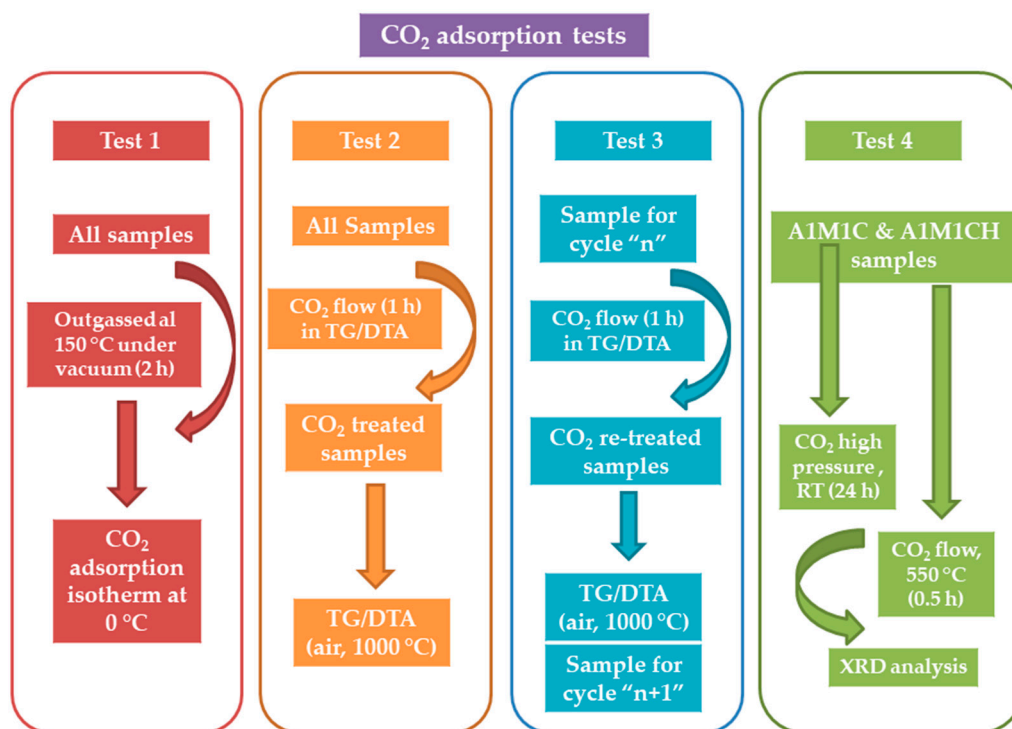 CO₂ adsorption tests
Test 1
All samples
Outgassed al
150 °C under
vacuum (2 h)
CO₂
adsorption
isotherm at
0 °C
Test 2
All Samples
CO₂ flow (1 h)
in TG/DTA
CO₂ treated
samples
TG/DTA
(air, 1000 °C)
Test 3
Sample for
cycle “n”
CO₂ flow (1 h)
in TG/DTA
CO₂ re-treated
samples
TG/DTA
(air, 1000 °C)
Sample for
cycle “n+1”
Test 4
A1M1C & A1M1CH
samples
CO₂ high
pressure ,
RT (24 h)
CO₂ flow,
550 °C
(0.5 h)
XRD analysis